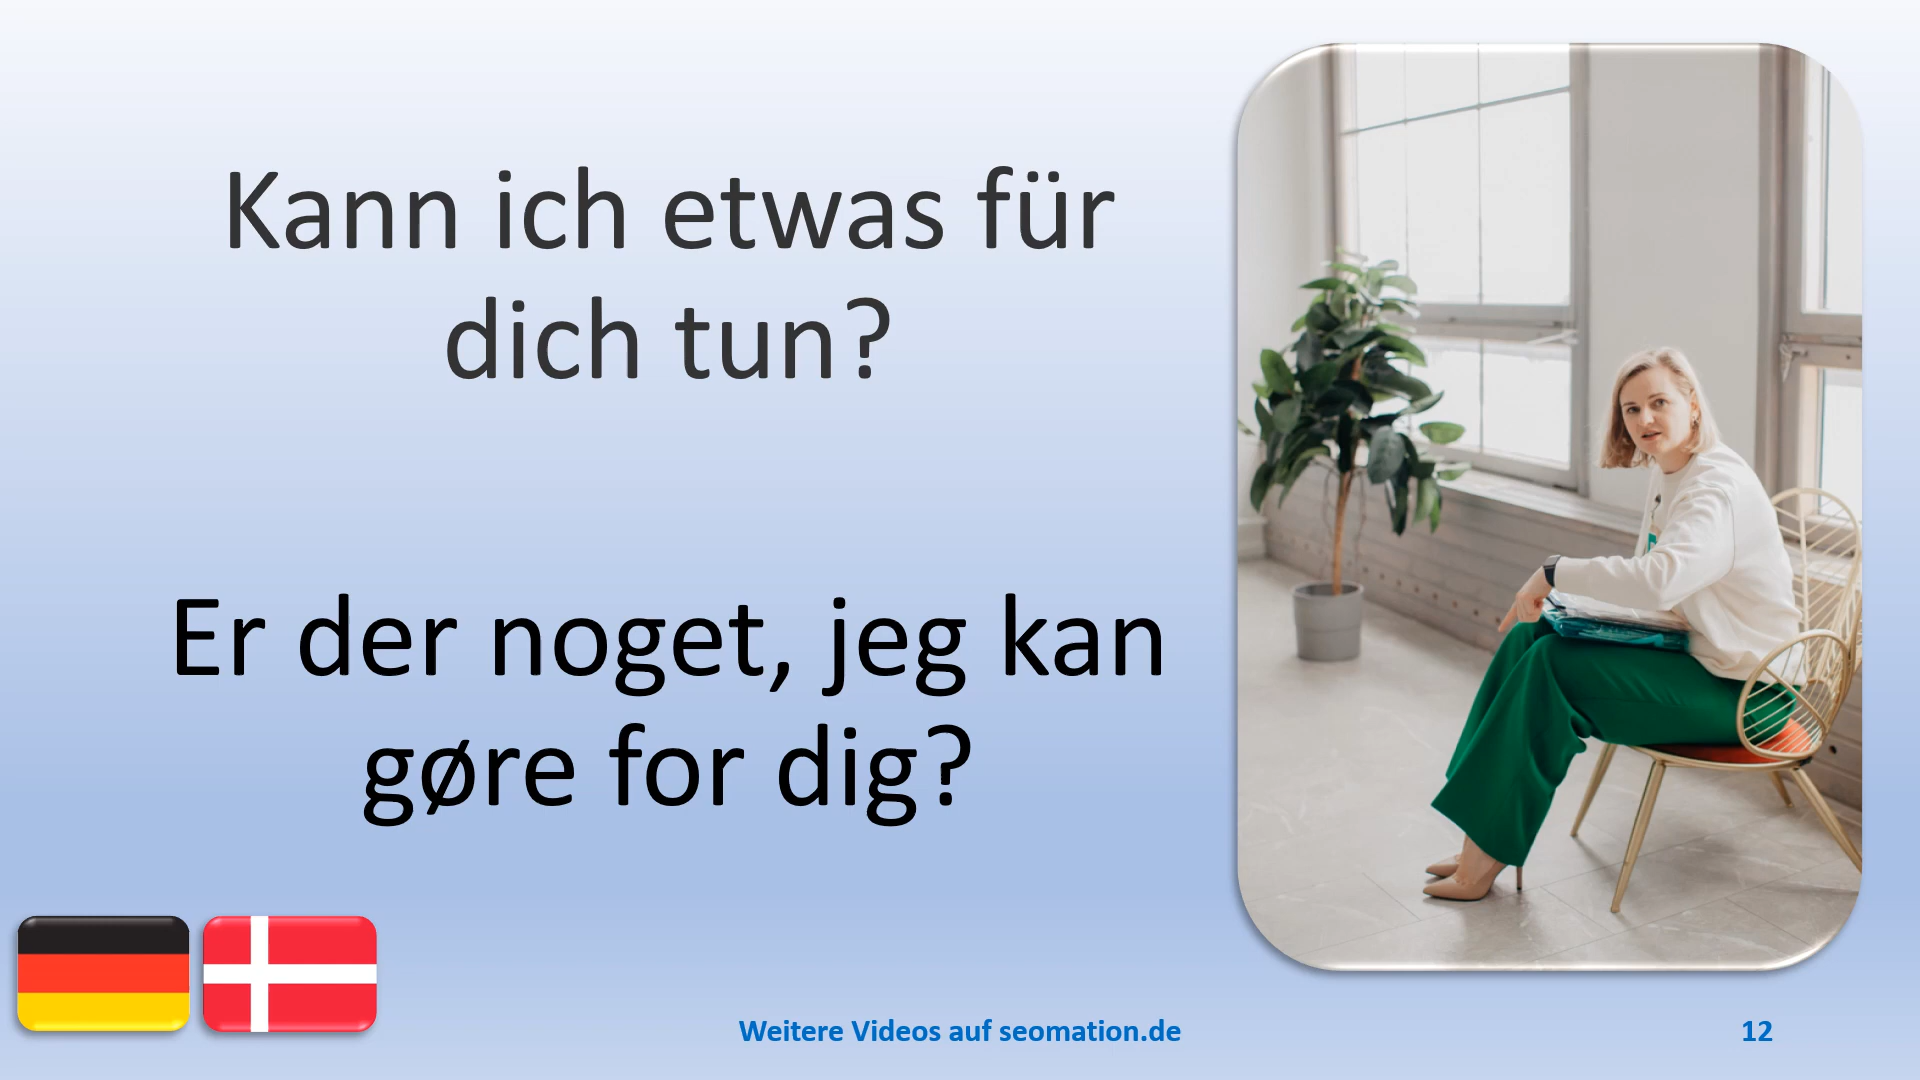 Kann ich etwas für
dich tun?
Er der noget, jeg kan
gøre for dig?
Weitere Videos auf seomation.de
12